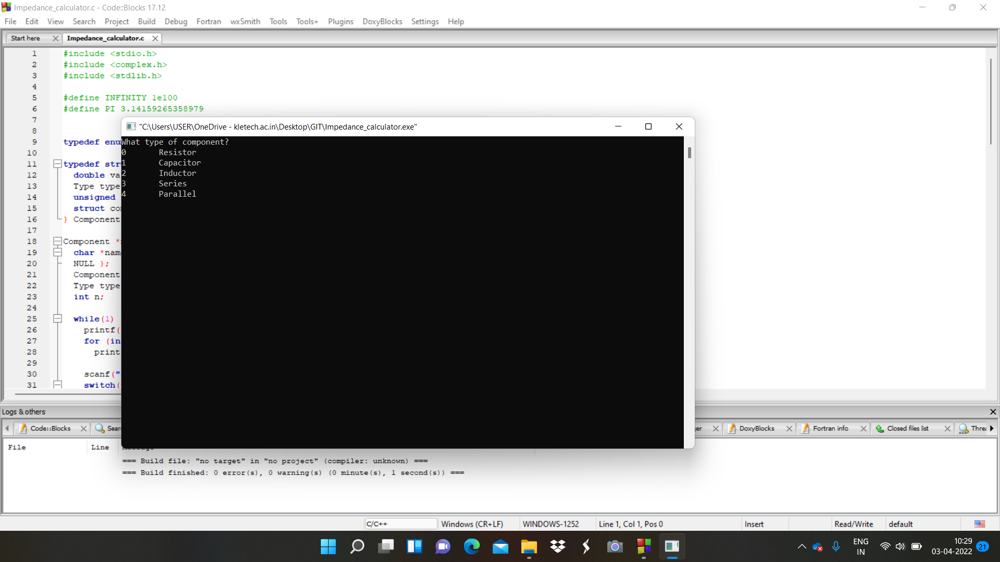 Impedance_calculator.c - Code::Blocks 17.12
File Edit View Search Project Build Debug Fortran wxSmith Tools Tools+ Plugins DoxyBlocks Settings Help
Start here Impedance_calculator.c
1 #include <stdio.h>
2 #include <complex.h>
3 #include <stdlib.h>
4
5 #define INFINITY 1e100
6 #define PI 3.14159265358979
7
8
9 typedef enu
10
11 typedef str
12 double va
13 Type type
14 unsigned
15 struct co
16 } Component
17
18 Component *
19 char *nam
20 NULL };
21 Component
22 Type type
23 int n;
24
25 while(1)
26 printf(
27 for (in
28 print
29
30 scanf("
31 switch(
"C:\Users\USER\OneDrive - kletech.ac.in\Desktop\GIT\Impedance_calculator.exe"
What type of component?
0 Resistor
1 Capacitor
2 Inductor
3 Series
4 Parallel
Logs & others
Code::Blocks Sear er DoxyBlocks Fortran info Closed files list Threa
File Line Message
=== Build file: "no target" in "no project" (compiler: unknown) ===
=== Build finished: 0 error(s), 0 warning(s) (0 minute(s), 1 second(s)) ===
C/C++ Windows (CR+LF) WINDOWS-1252 Line 1, Col 1, Pos 0 Insert Read/Write default
ENG
IN
10:29
03-04-2022
21